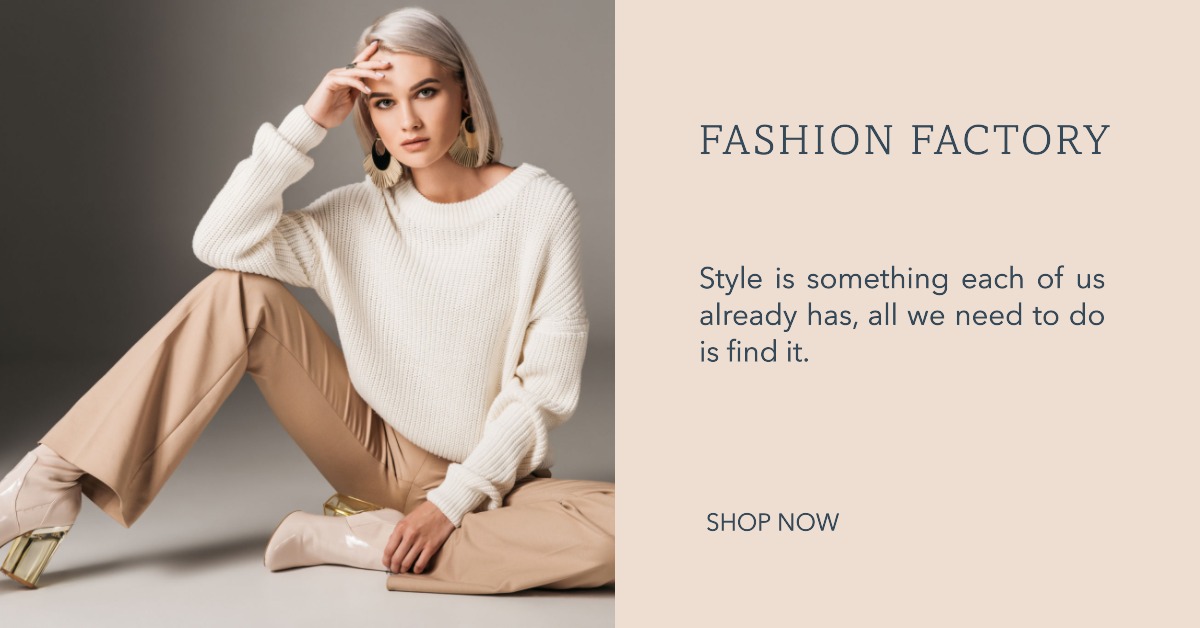 FASHION FACTORY
Style is something each of us
already has, all we need to do
is find it.
SHOP NOW